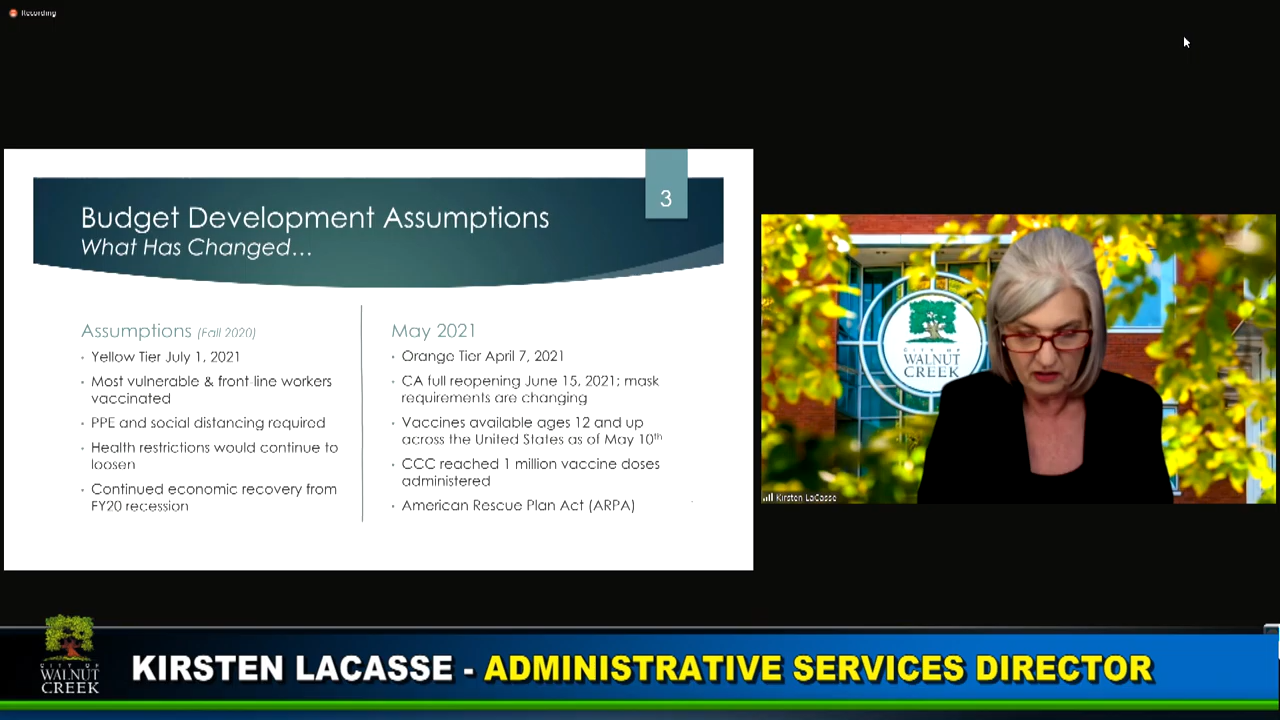 Recording
3
Budget Development Assumptions
What Has Changed...
Assumptions (Fall 2020)
· Yellow Tier July 1, 2021
· Most vulnerable & front line workers
vaccinated
· PPE and social distancing required
· Health restrictions would continue to
loosen
· Continued economic recovery from
FY20 recession
May 2021
· Orange Tier April 7, 2021
· CA full reopening June 15, 2021; mask
requirements are changing
· Vaccines available ages 12 and up
across the United States as of May 10th
· CCC reached 1 million vaccine doses
administered
· American Rescue Plan Act (ARPA)
CITY OF
WALNUT
CREEK
Kirsten LaCasse
CITY OF
WALNUT
CREEK
KIRSTEN LACASSE - ADMINISTRATIVE SERVICES DIRECTOR